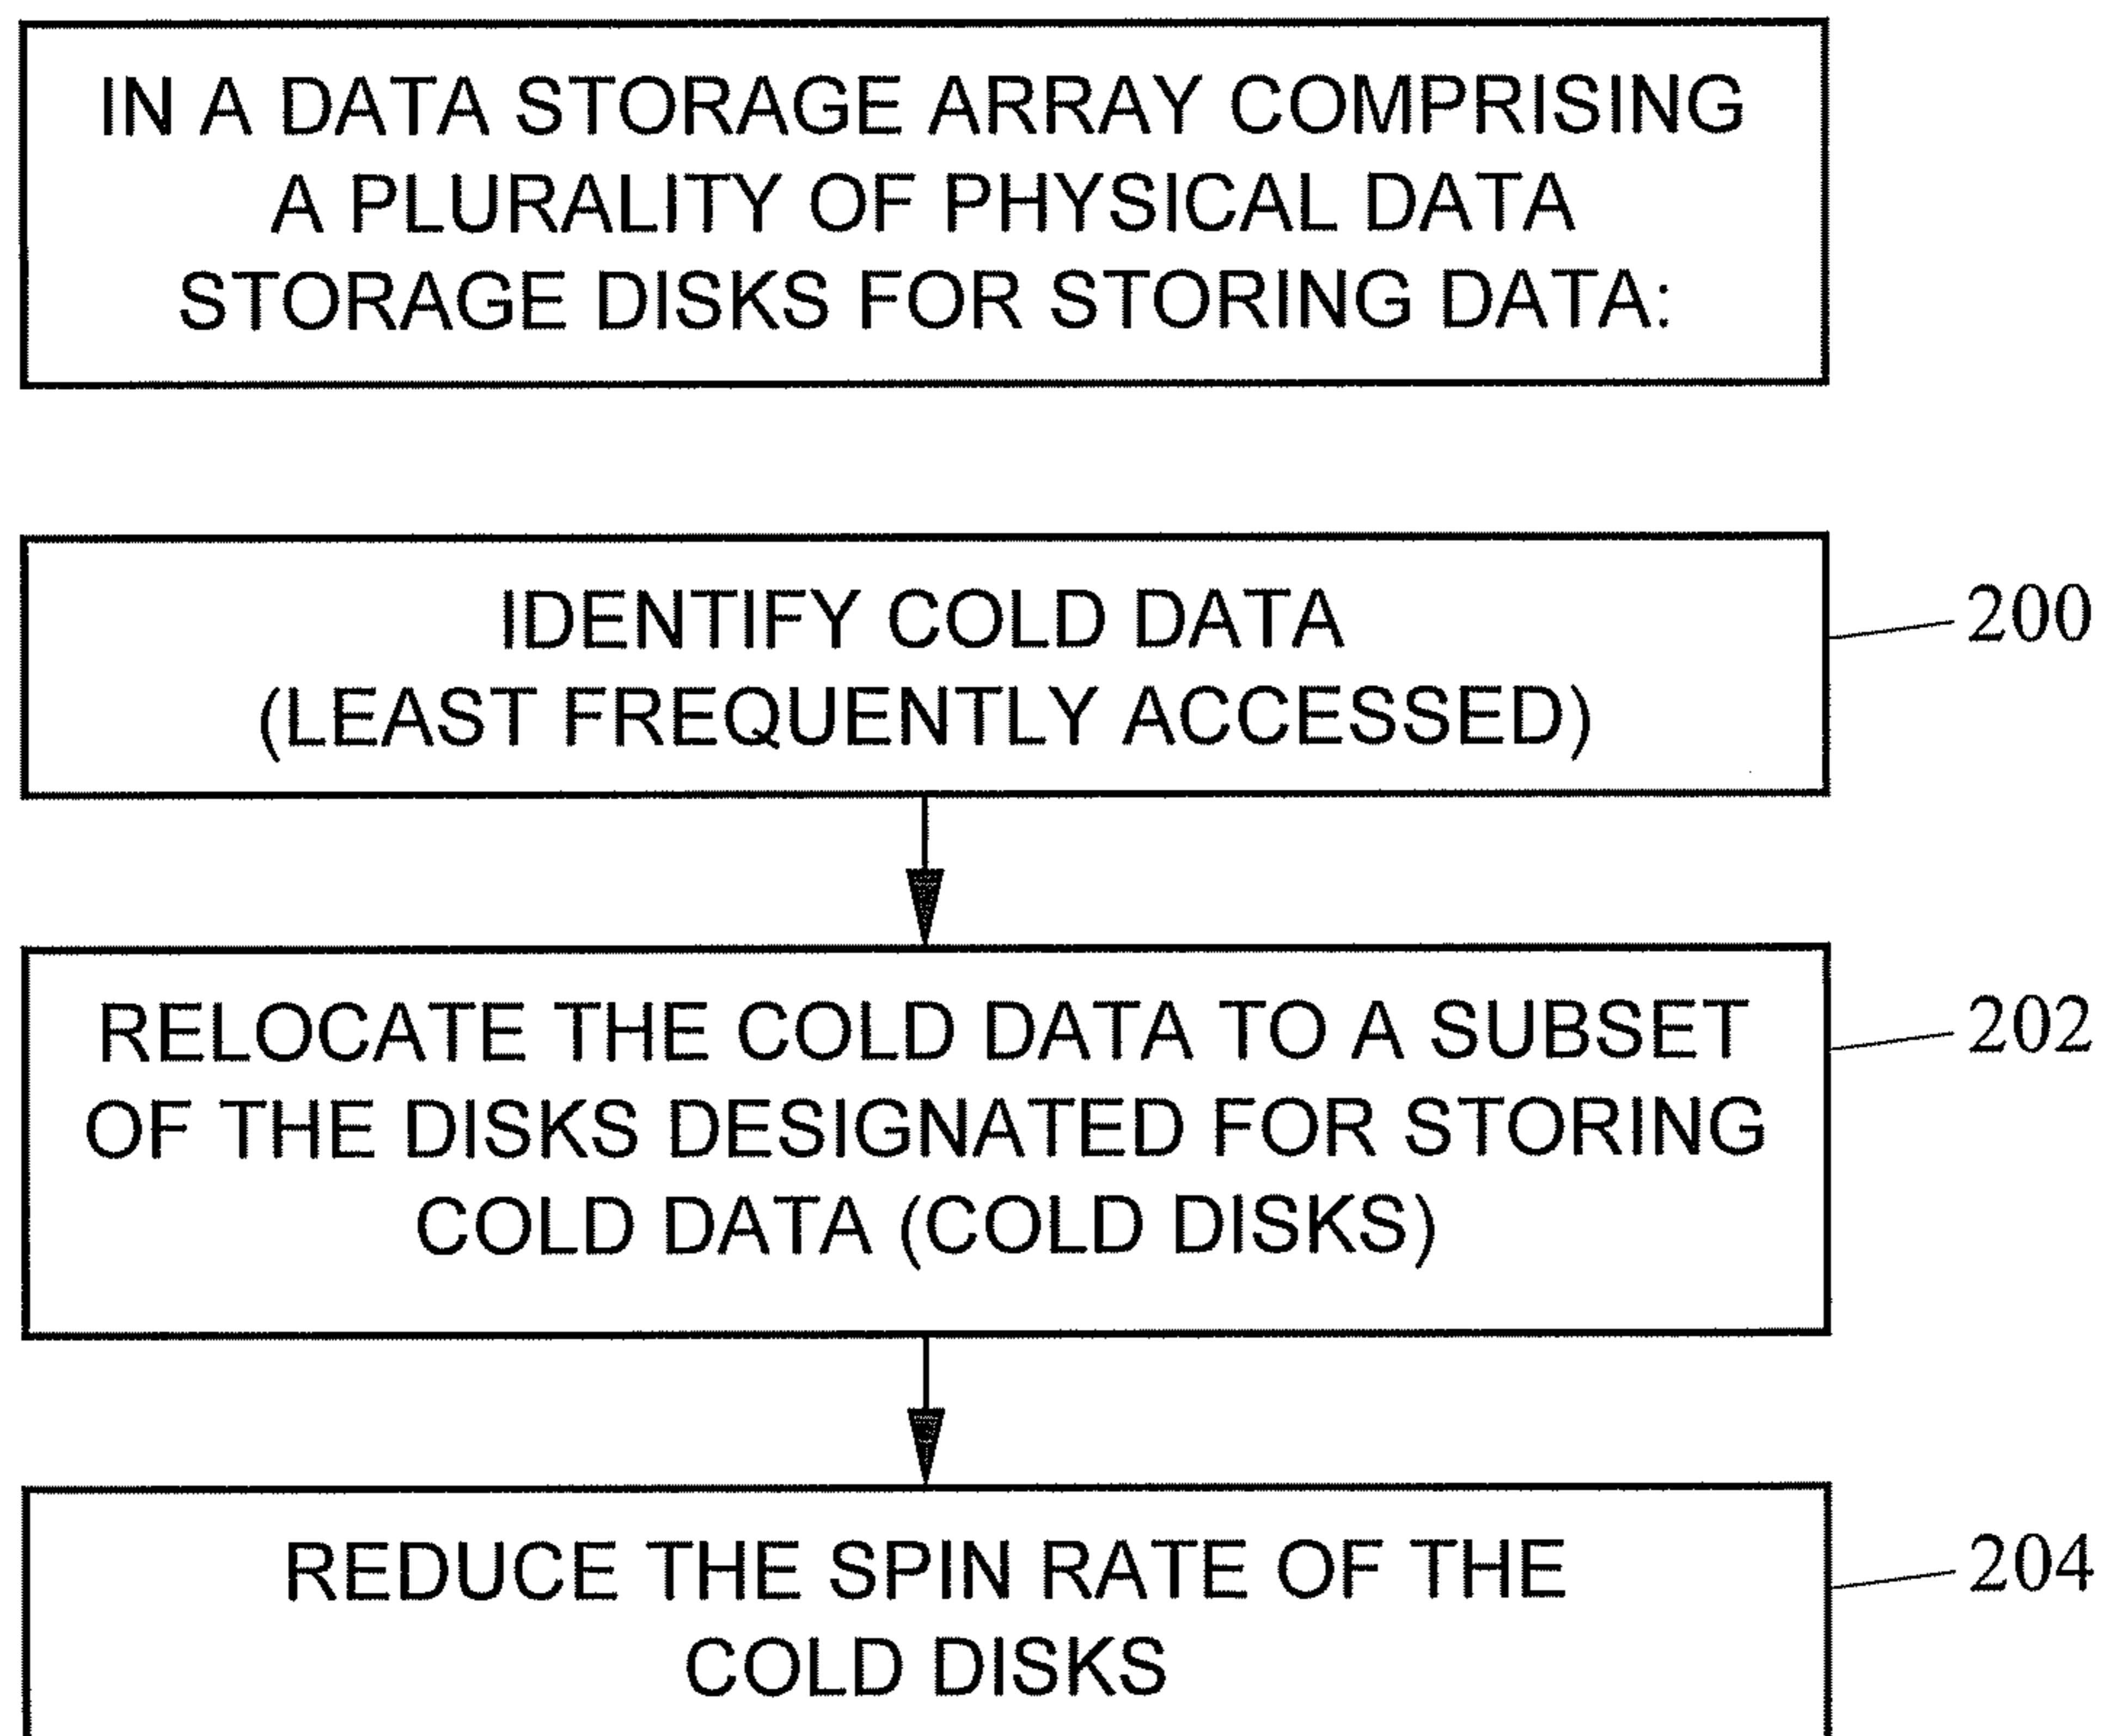 IN A DATA STORAGE ARRAY COMPRISING
A PLURALITY OF PHYSICAL DATA
STORAGE DISKS FOR STORING DATA:
IDENTIFY COLD DATA
(LEAST FREQUENTLY ACCESSED)
200
RELOCATE THE COLD DATA TO A SUBSET
OF THE DISKS DESIGNATED FOR STORING
COLD DATA (COLD DISKS)
202
REDUCE THE SPIN RATE OF THE
COLD DISKS
204